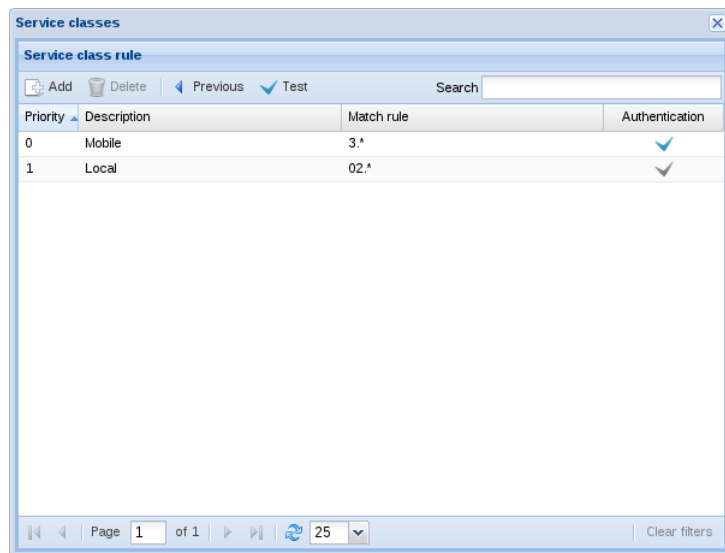 Service classes
Service class rule
Add Delete Previous Test Search
Priority Description Match rule Authentication
0 Mobile 3.*
1 Local 02.*
Page 1 of 1 25 Clear filters